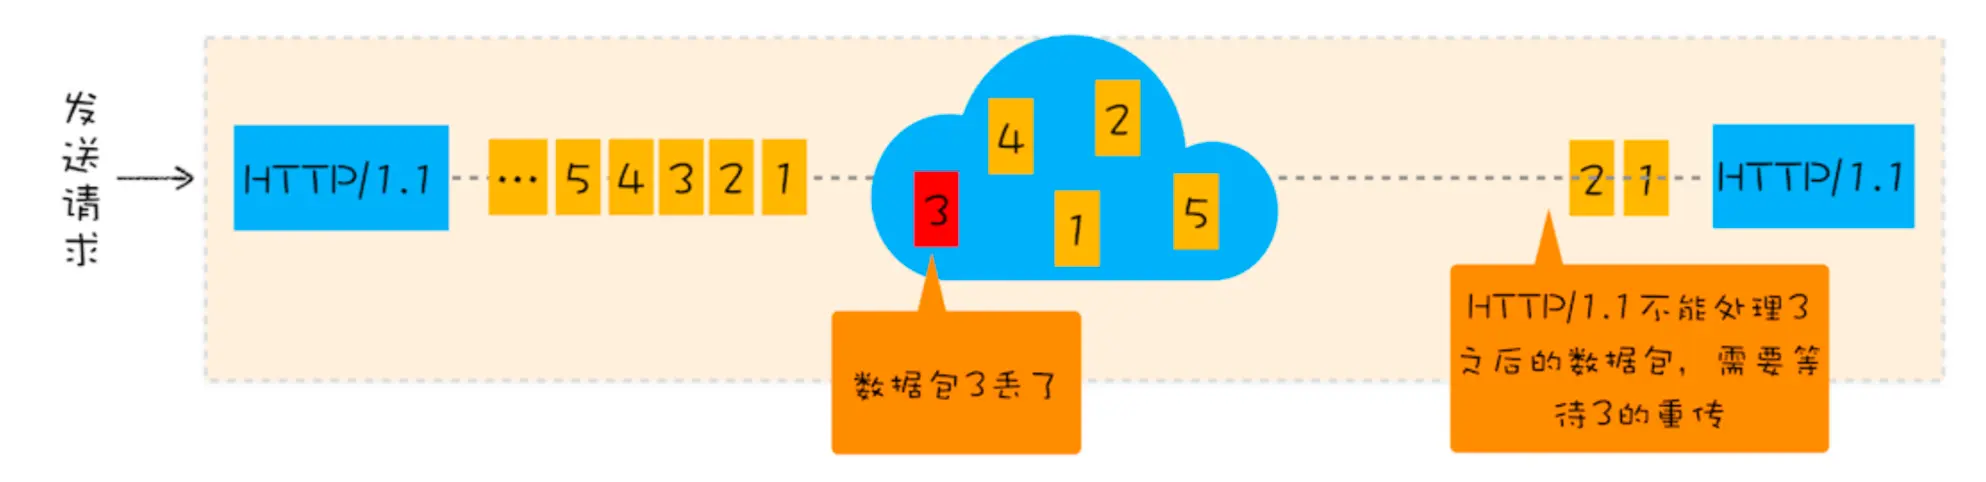 发送请求
HTTP/1.1
... 5 4 3 2 1
4 2
3 1 5
2 1
HTTP/1.1
数据包3丢了
HTTP/1.1不能处理3
之后的数据包，需要等
待3的重传